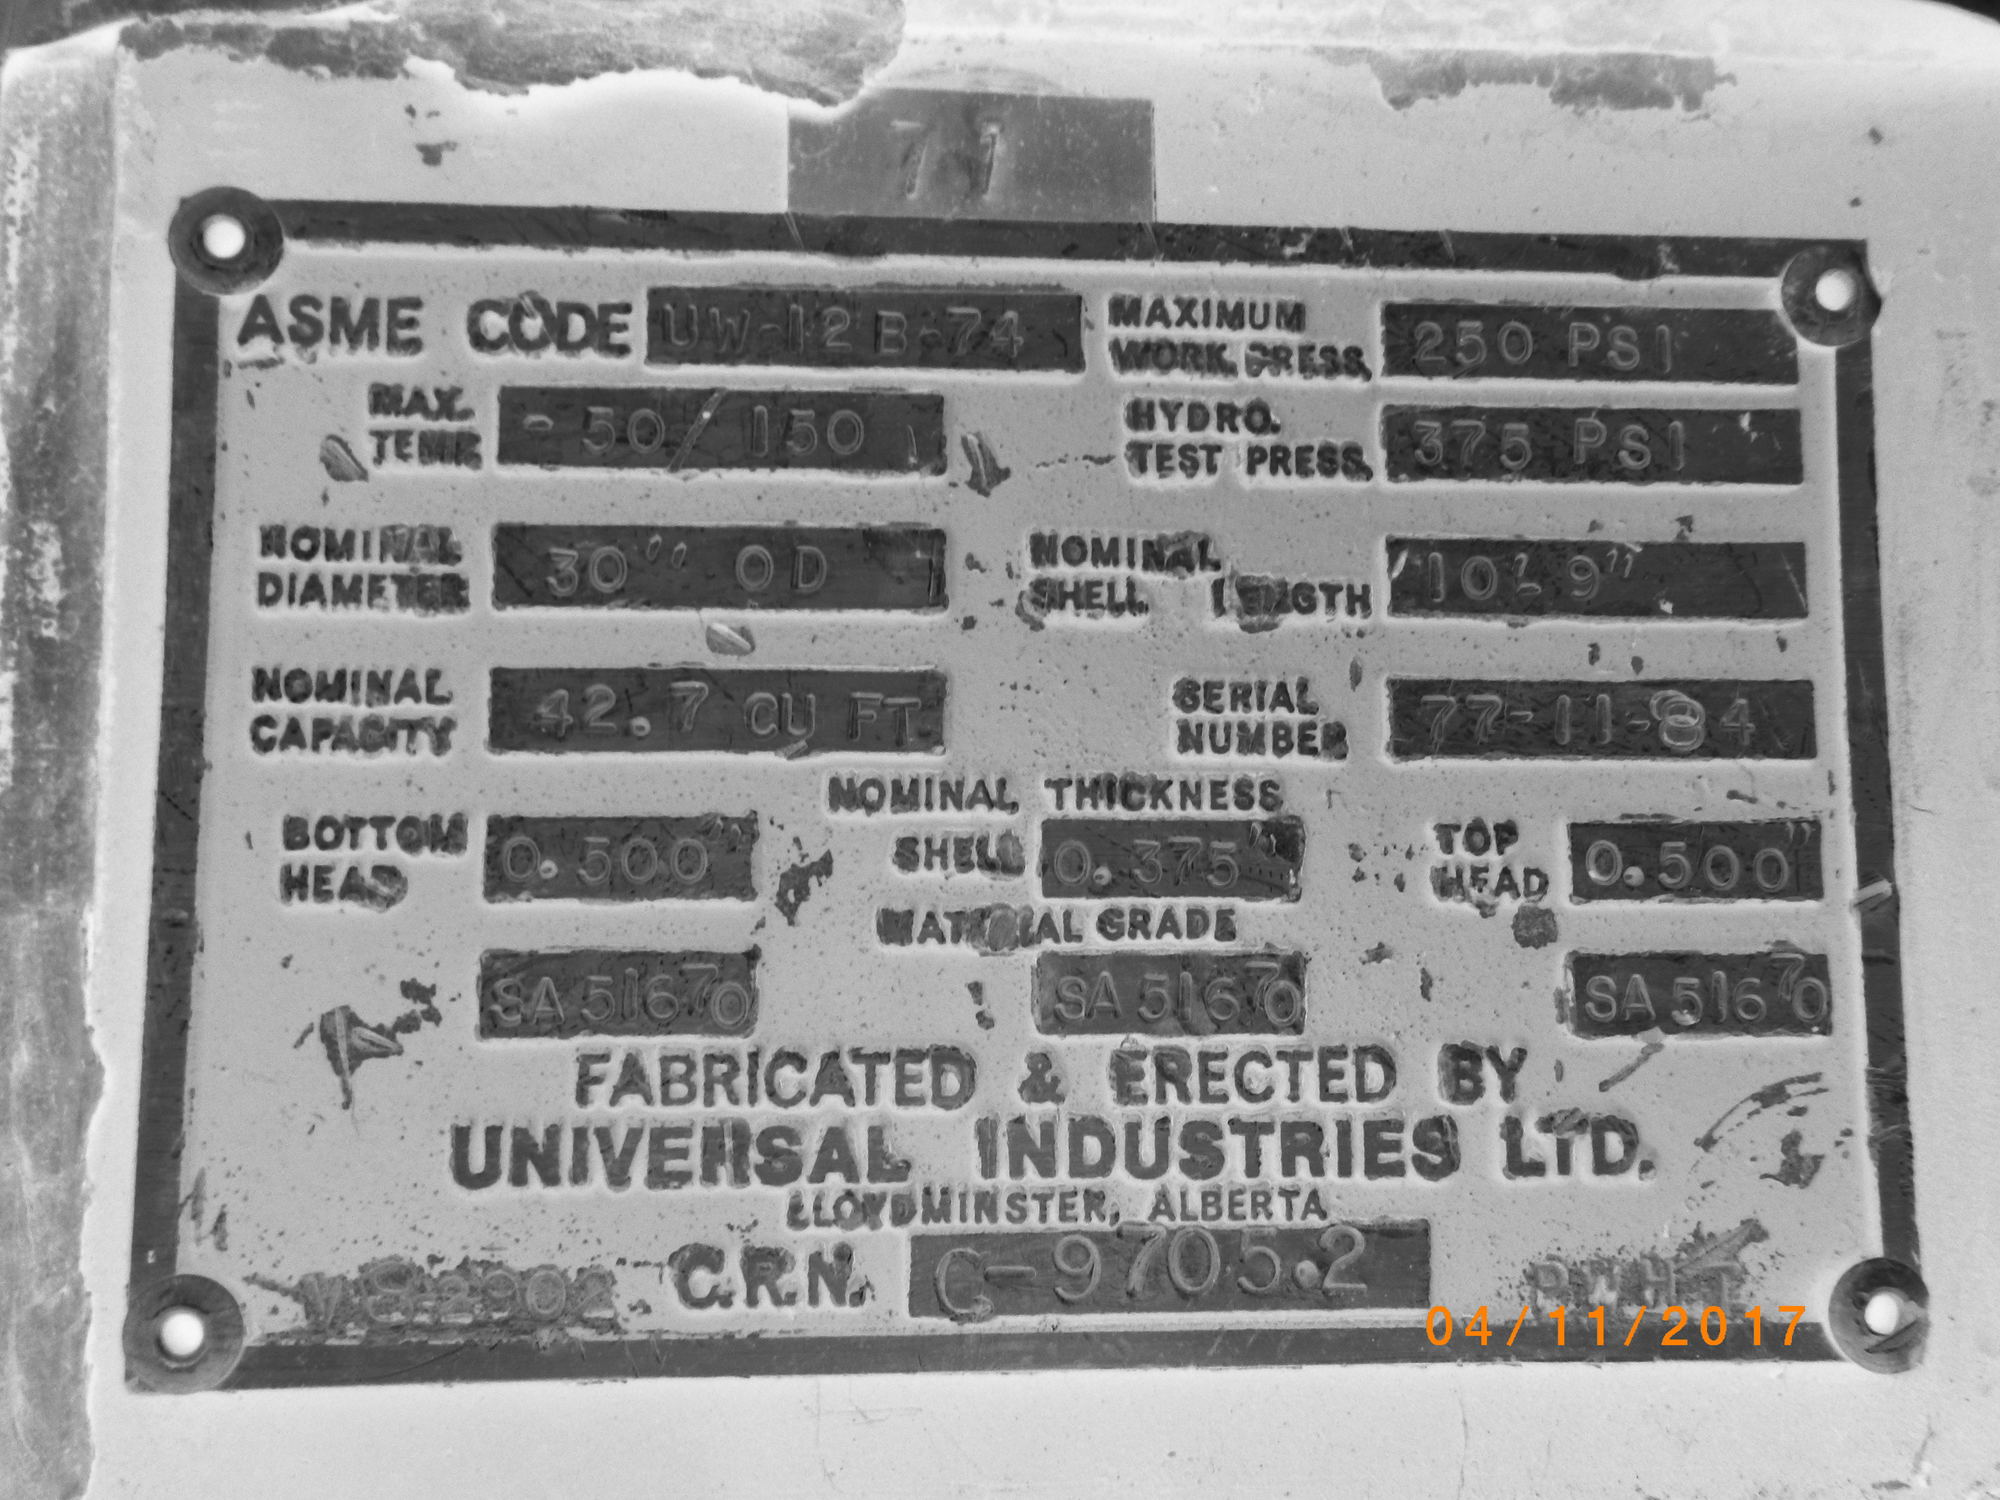 71
ASME CODE UW-12B-74 MAXIMUM WORK. PRESS. 250 PSI
MAX. TEMP. -50/150 HYDRO. TEST PRESS. 375 PSI
NOMINAL DIAMETER 30" OD NOMINAL SHELL LENGTH 10'-9"
NOMINAL CAPACITY 42.7 CU FT. SERIAL NUMBER 77-11-84
NOMINAL THICKNESS
BOTTOM HEAD 0.500" SHELL 0.375" TOP HEAD 0.500"
MATERIAL GRADE
SA 516 70 SA 516 70 SA 516 70
FABRICATED & ERECTED BY
UNIVERSAL INDUSTRIES LTD.
LLOYDMINSTER, ALBERTA
C.R.N. C-9705.2 PWHT
04/11/2017